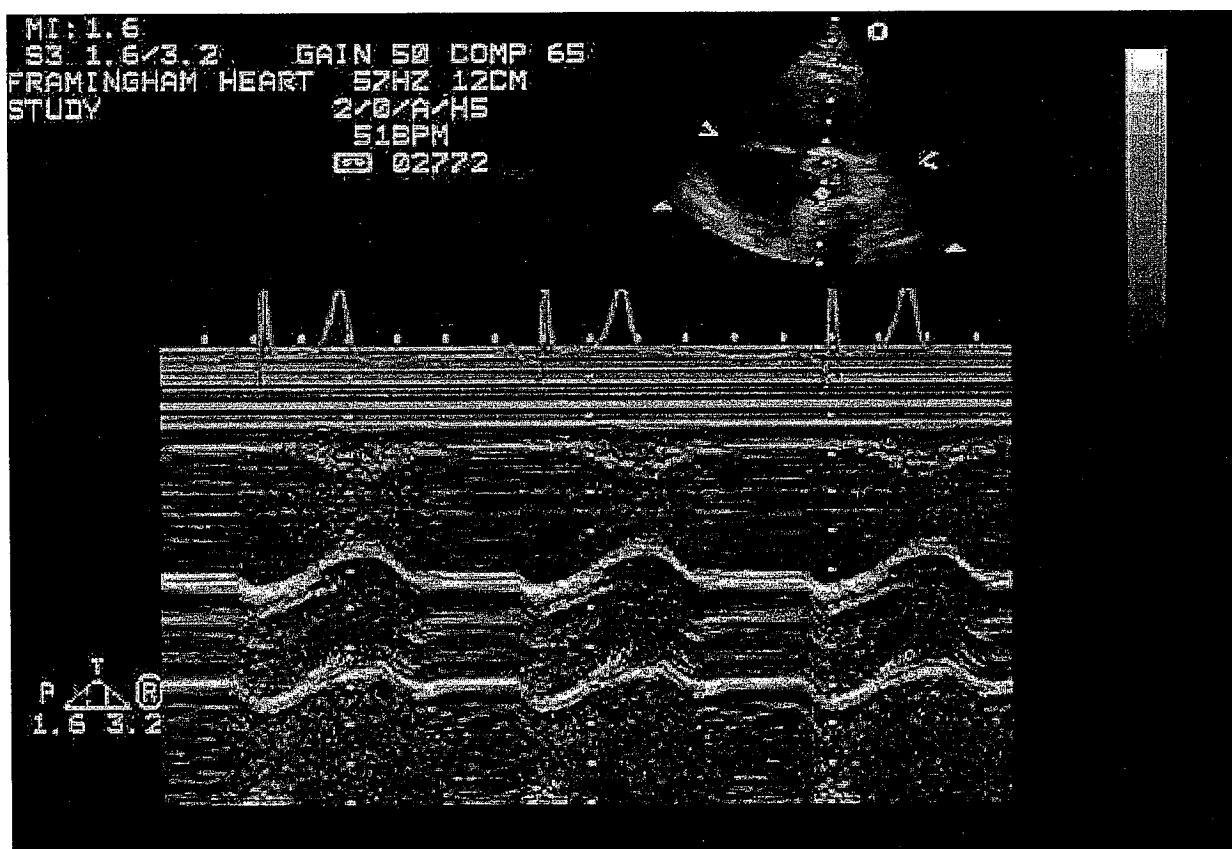 MI:1.6
S3 1.6/3.2 GAIN 50 COMP 65
FRAMINGHAM HEART 57HZ 12CM
STUDY 2/0/A/H5
51BPM
02772
T
P R
1.6 3.2